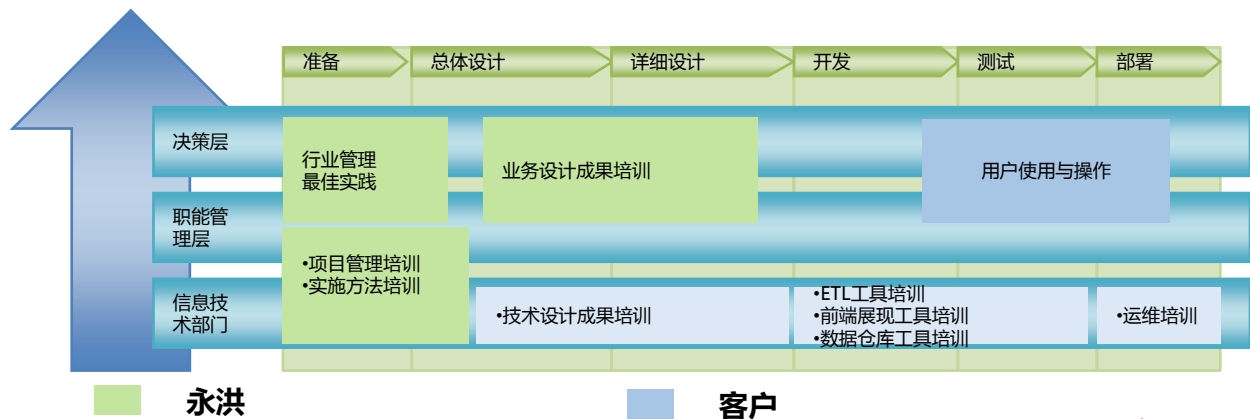 准备
总体设计
详细设计
开发
测试
部署
决策层
行业管理
最佳实践
业务设计成果培训
用户使用与操作
职能管
理层
•项目管理培训
•实施方法培训
信息技
术部门
•技术设计成果培训
•ETL工具培训
•前端展现工具培训
•数据仓库工具培训
•运维培训
永洪
客户